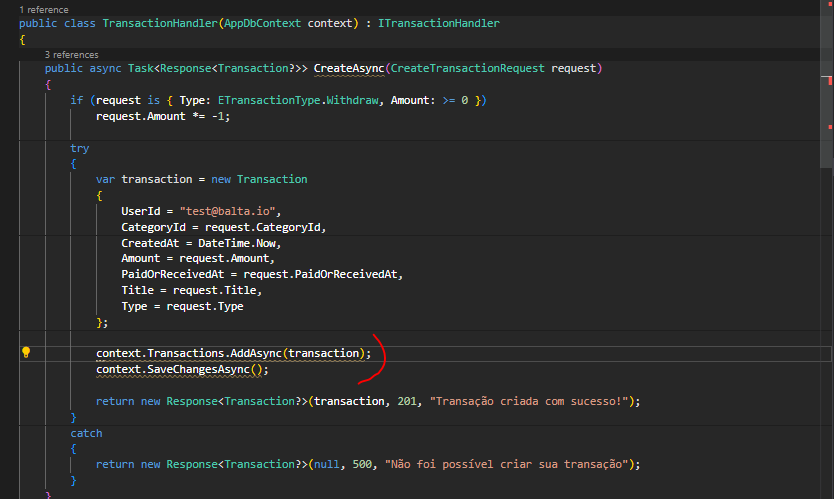 1 reference
public class TransactionHandler(AppDbContext context) : ITransactionHandler
{
3 references
public async Task<Response<Transaction?>> CreateAsync(CreateTransactionRequest request)
{
if (request is { Type: ETransactionType.Withdraw, Amount: >= 0 })
request.Amount *= -1;
try
{
var transaction = new Transaction
{
UserId = "test@balta.io",
CategoryId = request.CategoryId,
CreatedAt = DateTime.Now,
Amount = request.Amount,
PaidOrReceivedAt = request.PaidOrReceivedAt,
Title = request.Title,
Type = request.Type
};
context.Transactions.AddAsync(transaction);
context.SaveChangesAsync();
return new Response<Transaction?>(transaction, 201, "Transação criada com sucesso!");
}
catch
{
return new Response<Transaction?>(null, 500, "Não foi possível criar sua transação");
}
}